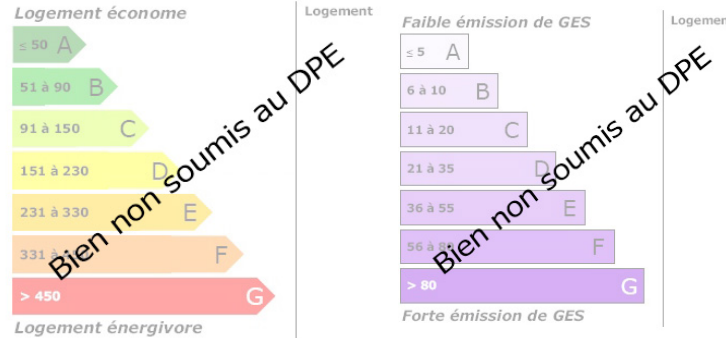 Logement économe
Logement
≤ 50 A
51 à 90 B
91 à 150 C
151 à 230 D
231 à 330 E
331 à F
> 450 G
Logement énergivore
Bien non soumis au DPE
Faible émission de GES
Logemen
≤ 5 A
6 à 10 B
11 à 20 C
21 à 35 D
36 à 55 E
56 à 80 F
> 80 G
Forte émission de GES
Bien non soumis au DPE